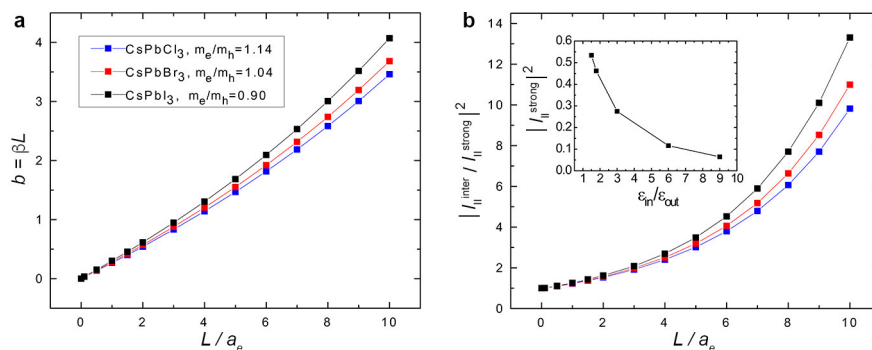 a
b = βL
4
3
2
1
0
CsPbCl3, me/mh=1.14
CsPbBr3, me/mh=1.04
CsPbI3, me/mh=0.90
0 2 4 6 8 10
L / ae
b
| I||^inter / I||^strong |^2
14
12
10
8
6
4
2
0
| I||^strong |^2
0.6
0.5
0.4
0.3
0.2
0.1
0.0
1 2 3 4 5 6 7 8 9 10
εin/εout
0 2 4 6 8 10
L / ae